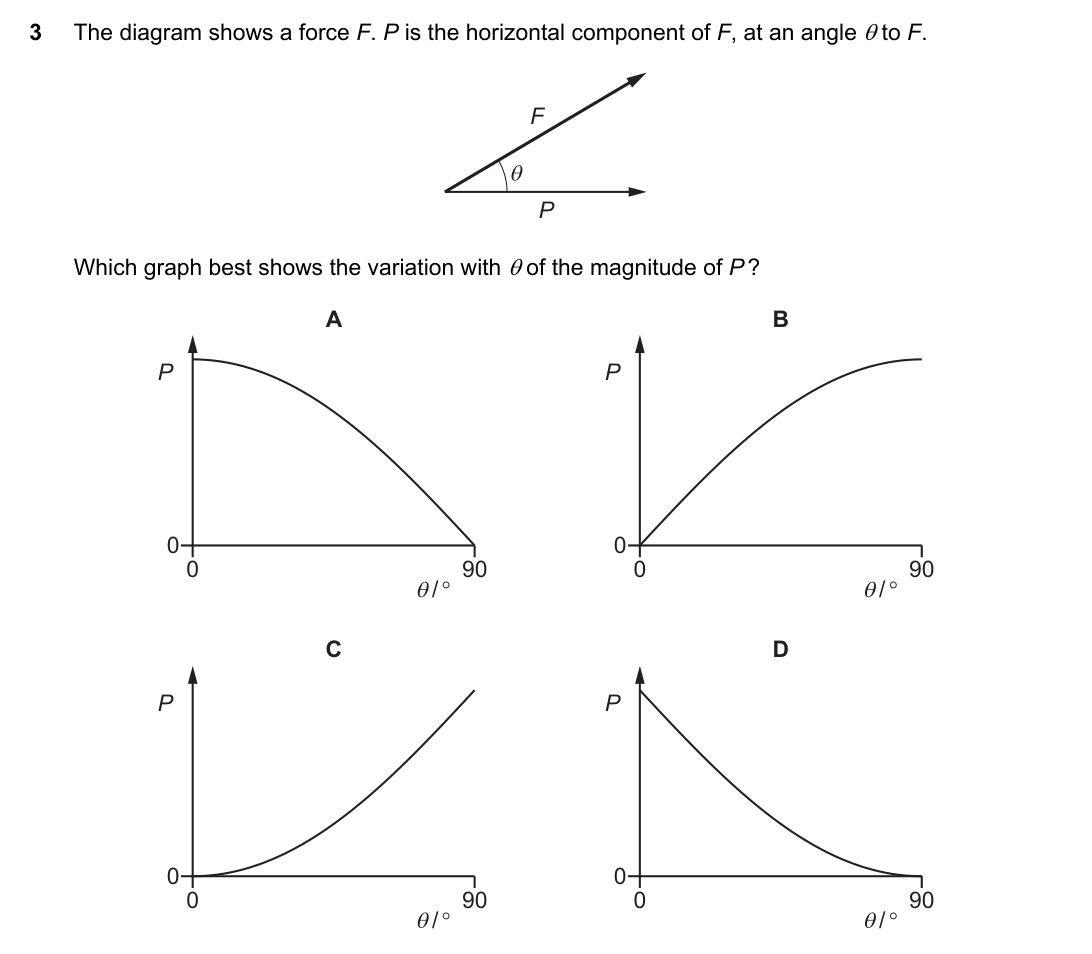 3 The diagram shows a force F. P is the horizontal component of F, at an angle θ to F.
F
θ
P
Which graph best shows the variation with θ of the magnitude of P?
A B
P P
0 0
0 90 0 90
θ/° θ/°
C D
P P
0 0
0 90 0 90
θ/° θ/°